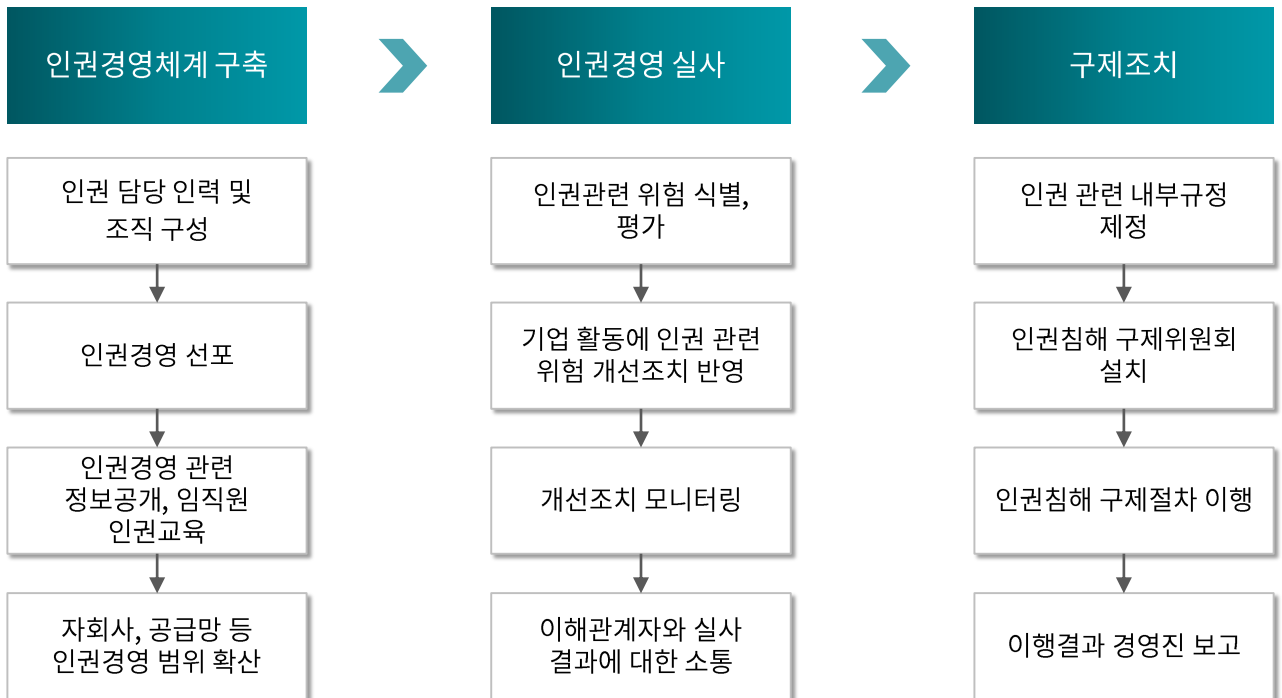 인권경영체계 구축
인권경영 실사
구제조치
인권 담당 인력 및
조직 구성
인권경영 선포
인권경영 관련
정보공개, 임직원
인권교육
자회사, 공급망 등
인권경영 범위 확산
인권관련 위험 식별,
평가
기업 활동에 인권 관련
위험 개선조치 반영
개선조치 모니터링
이해관계자와 실사
결과에 대한 소통
인권 관련 내부규정
제정
인권침해 구제위원회
설치
인권침해 구제절차 이행
이행결과 경영진 보고